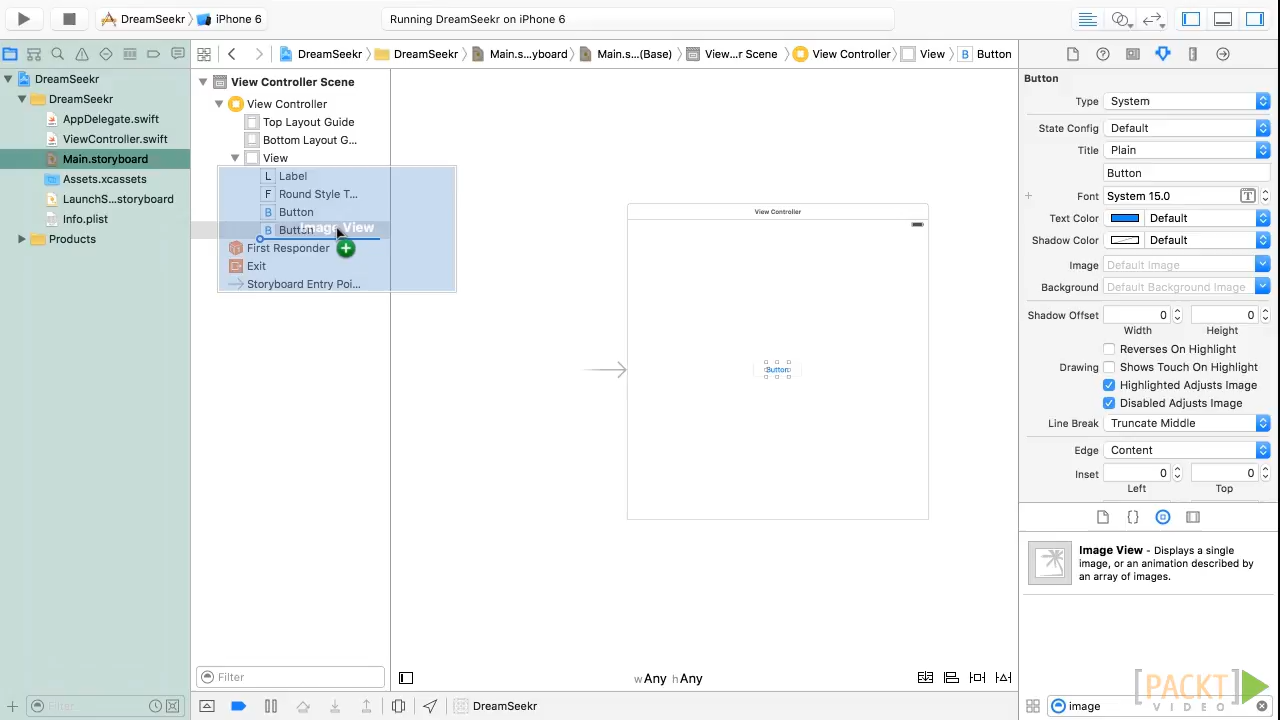 DreamSeekr
iPhone 6
Running DreamSeekr on iPhone 6
DreamSeekr
DreamSeekr
Main.s...yboard
Main.s...(Base)
View...r Scene
View Controller
View
B Button
DreamSeekr
DreamSeekr
AppDelegate.swift
ViewController.swift
Main.storyboard
Assets.xcassets
LaunchS...storyboard
Info.plist
Products
Filter
View Controller Scene
View Controller
Top Layout Guide
Bottom Layout G...
View
L Label
F Round Style T...
B Button
B Button
Image View
First Responder
Exit
Storyboard Entry Poi...
Filter
View Controller
Button
wAny hAny
DreamSeekr
Button
Type System
State Config Default
Title Plain
Button
Font System 15.0 T
Text Color Default
Shadow Color Default
Image Default Image
Background Default Background Image
Shadow Offset 0 0
Width Height
Reverses On Highlight
Drawing Shows Touch On Highlight
Highlighted Adjusts Image
Disabled Adjusts Image
Line Break Truncate Middle
Edge Content
Inset 0 0
Left Top
Image View - Displays a single
image, or an animation described by
an array of images.
image
[PACKT]
VIDEO